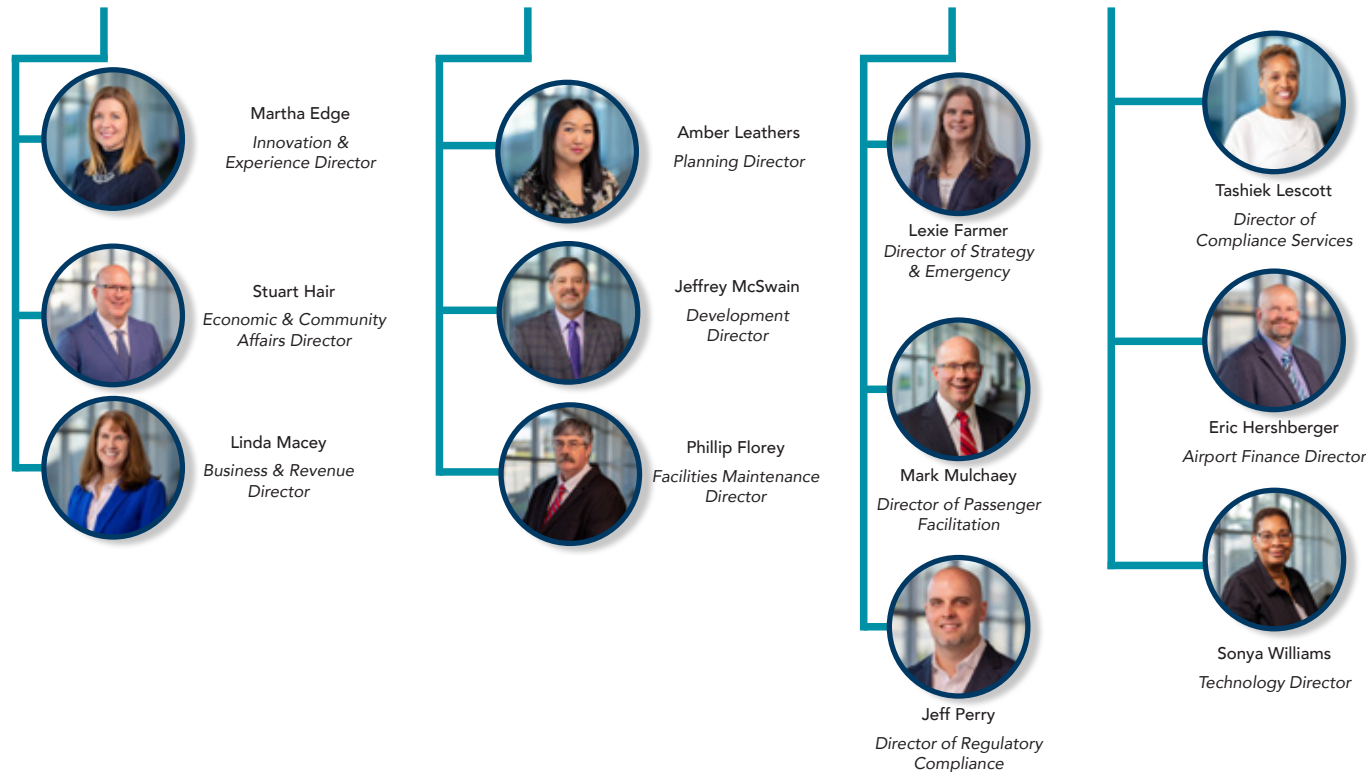 Martha Edge
Innovation &
Experience Director
Stuart Hair
Economic & Community
Affairs Director
Linda Macey
Business & Revenue
Director
Amber Leathers
Planning Director
Jeffrey McSwain
Development
Director
Phillip Florey
Facilities Maintenance
Director
Lexie Farmer
Director of Strategy
& Emergency
Mark Mulchaey
Director of Passenger
Facilitation
Jeff Perry
Director of Regulatory
Compliance
Tashiek Lescott
Director of
Compliance Services
Eric Hershberger
Airport Finance Director
Sonya Williams
Technology Director